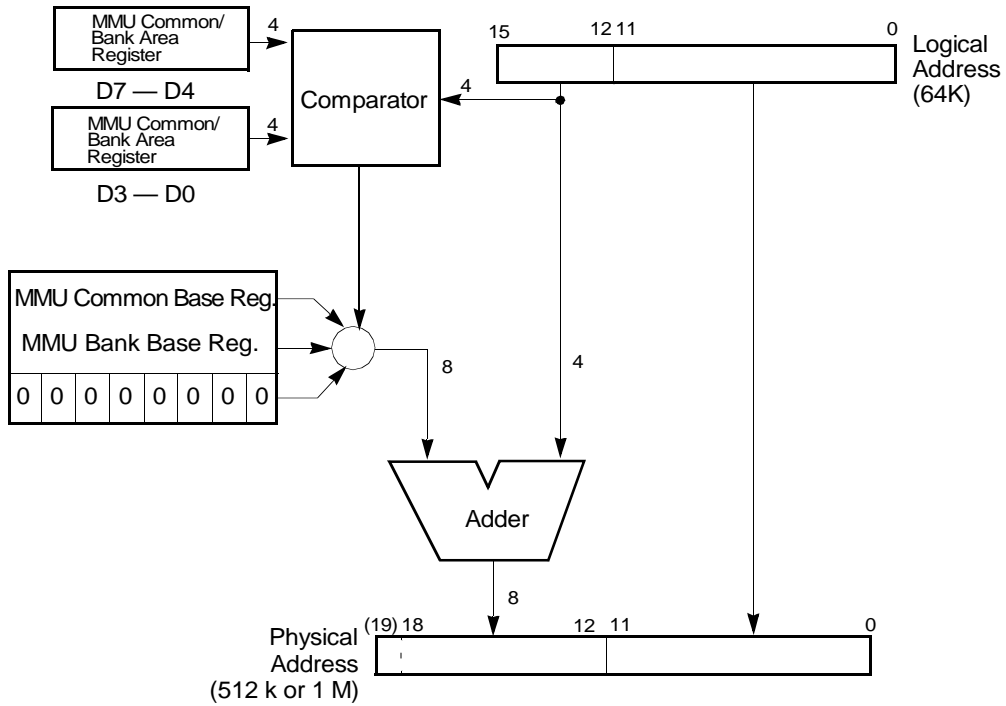 MMU Common/
Bank Area
Register
4
D7 — D4
MMU Common/
Bank Area
Register
4
D3 — D0
Comparator
4
15
12 11
0
Logical
Address
(64K)
MMU Common Base Reg.
MMU Bank Base Reg.
0 0 0 0 0 0 0 0
8
4
Adder
8
Physical
Address
(512 k or 1 M)
(19) 18
12 11
0